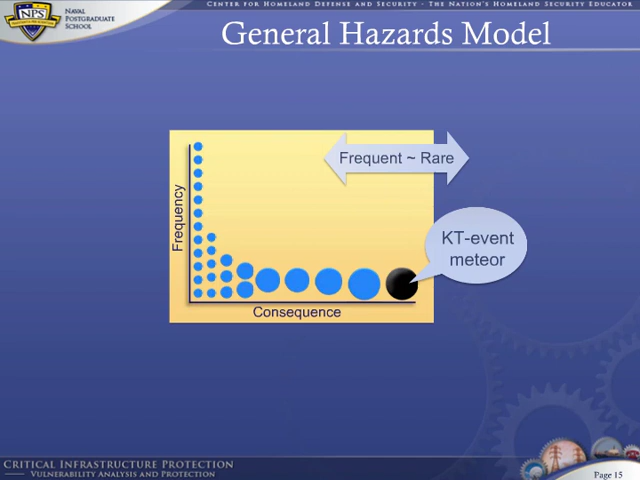 Center for Homeland Defense and Security - The Nation's Homeland Security Educator
NPS
Naval
Postgraduate
School
General Hazards Model
Frequent ~ Rare
Frequency
KT-event
meteor
Consequence
Critical Infrastructure Protection
Vulnerability Analysis and Protection
Page 15